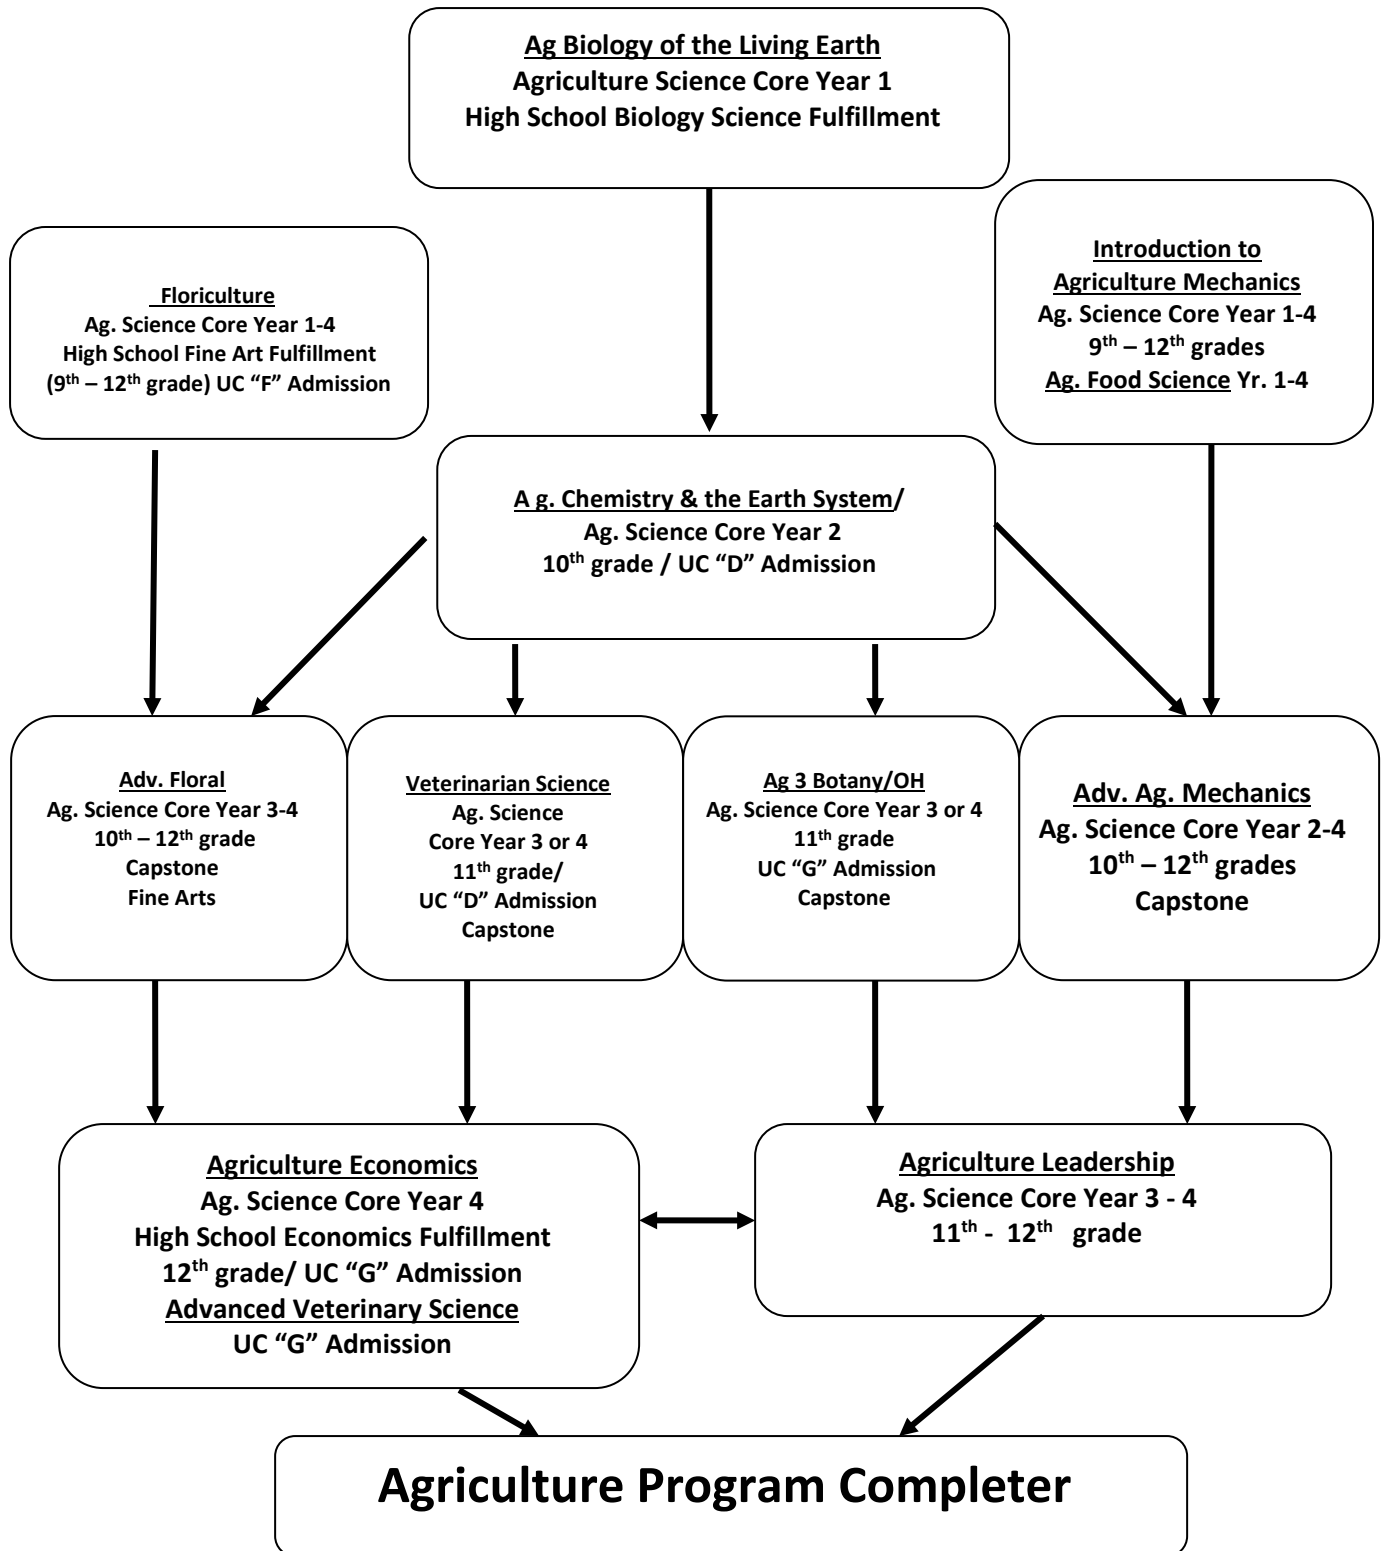 Ag Biology of the Living Earth
Agriculture Science Core Year 1
High School Biology Science Fulfillment
Floriculture
Ag. Science Core Year 1-4
High School Fine Art Fulfillment
(9th – 12th grade) UC “F” Admission
Introduction to
Agriculture Mechanics
Ag. Science Core Year 1-4
9th – 12th grades
Ag. Food Science Yr. 1-4
A g. Chemistry & the Earth System/
Ag. Science Core Year 2
10th grade / UC “D” Admission
Adv. Floral
Ag. Science Core Year 3-4
10th – 12th grade
Capstone
Fine Arts
Veterinarian Science
Ag. Science
Core Year 3 or 4
11th grade/
UC “D” Admission
Capstone
Ag 3 Botany/OH
Ag. Science Core Year 3 or 4
11th grade
UC “G” Admission
Capstone
Adv. Ag. Mechanics
Ag. Science Core Year 2-4
10th – 12th grades
Capstone
Agriculture Economics
Ag. Science Core Year 4
High School Economics Fulfillment
12th grade/ UC “G” Admission
Advanced Veterinary Science
UC “G” Admission
Agriculture Leadership
Ag. Science Core Year 3 - 4
11th - 12th grade
Agriculture Program Completer